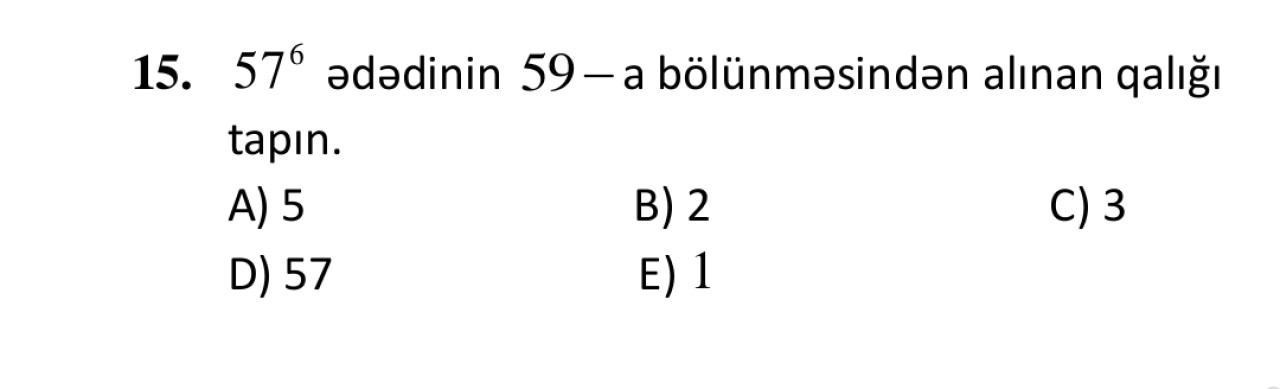 15. 57⁶ ədədinin 59 – a bölünməsindən alınan qalığı
tapın.
A) 5 B) 2 C) 3
D) 57 E) 1